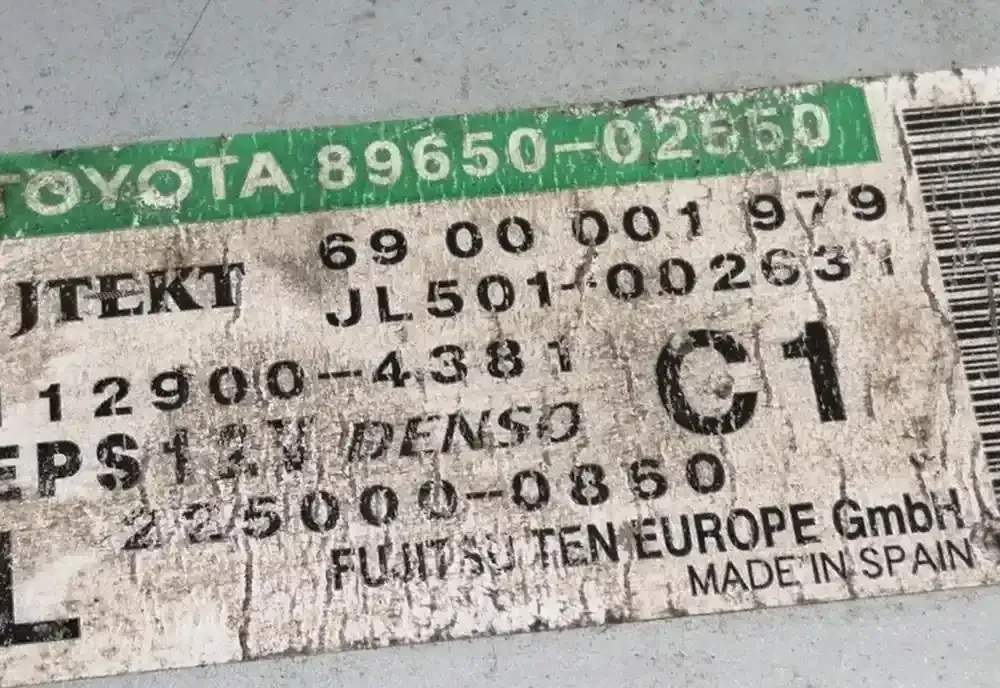 TOYOTA 89650-02550
69 00 001 979
JTEKT JL501-002631
12900-4381 C1
EPS 12V DENSO
225000-0850
FUJITSU TEN EUROPE GmbH
MADE IN SPAIN
L